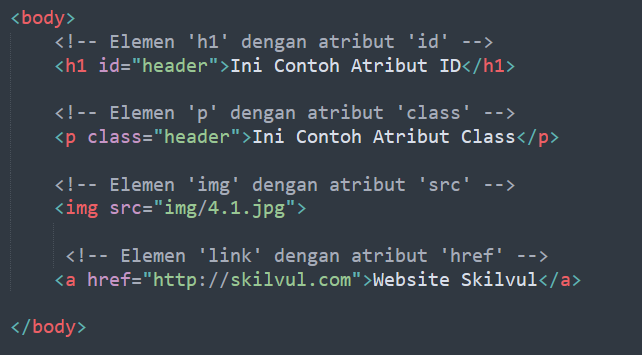 <body>
<!-- Elemen 'h1' dengan atribut 'id' -->
<h1 id="header">Ini Contoh Atribut ID</h1>
<!-- Elemen 'p' dengan atribut 'class' -->
<p class="header">Ini Contoh Atribut Class</p>
<!-- Elemen 'img' dengan atribut 'src' -->
<img src="img/4.1.jpg">
<!-- Elemen 'link' dengan atribut 'href' -->
<a href="http://skilvul.com">Website Skilvul</a>
</body>